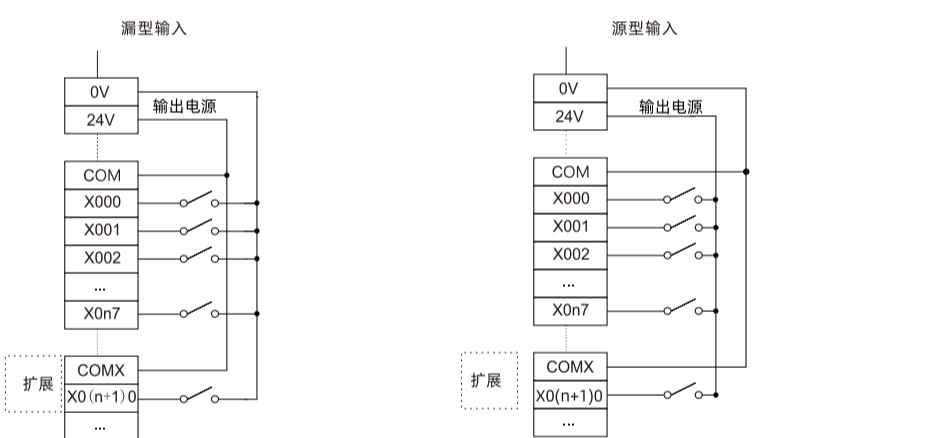 漏型输入
0V
输出电源
24V
COM
X000
X001
X002
...
X0n7
扩展
COMX
X0(n+1)0
...
源型输入
0V
输出电源
24V
COM
X000
X001
X002
...
X0n7
扩展
COMX
X0(n+1)0
...